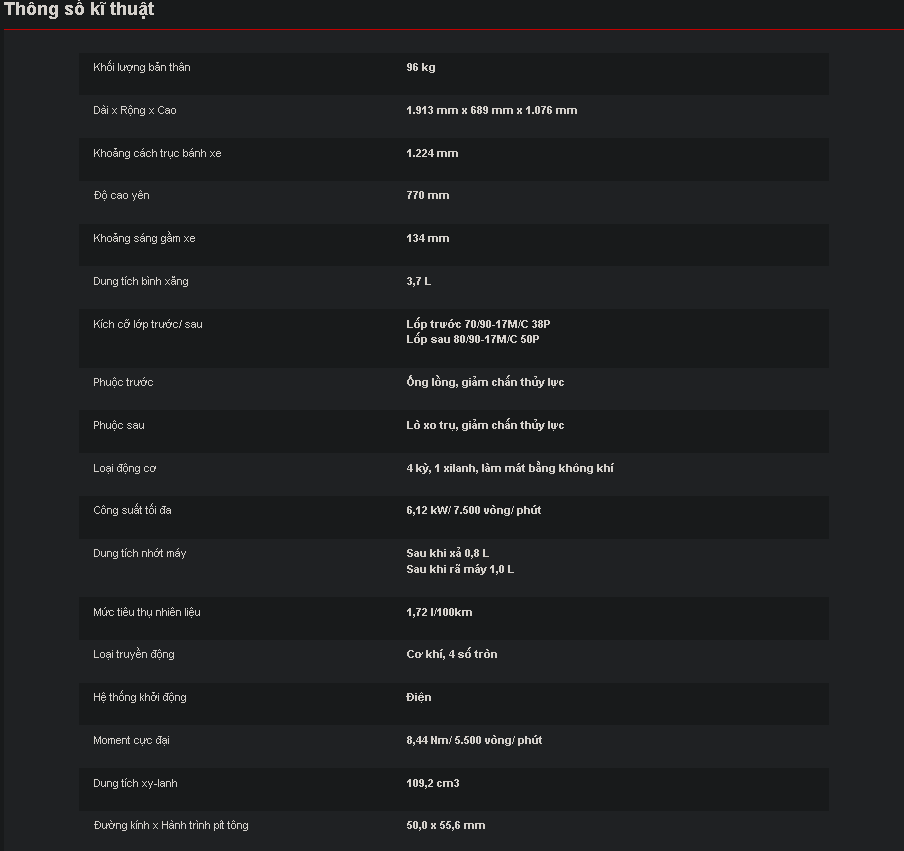 Thông số kĩ thuật
Khối lượng bản thân 96 kg
Dài x Rộng x Cao 1.913 mm x 689 mm x 1.076 mm
Khoảng cách trục bánh xe 1.224 mm
Độ cao yên 770 mm
Khoảng sáng gầm xe 134 mm
Dung tích bình xăng 3,7 L
Kích cỡ lớp trước/ sau Lốp trước 70/90-17M/C 38P
Lốp sau 80/90-17M/C 50P
Phuộc trước Ống lồng, giảm chấn thủy lực
Phuộc sau Lò xo trụ, giảm chấn thủy lực
Loại động cơ 4 kỳ, 1 xilanh, làm mát bằng không khí
Công suất tối đa 6,12 kW/ 7.500 vòng/ phút
Dung tích nhớt máy Sau khi xả 0,8 L
Sau khi rã máy 1,0 L
Mức tiêu thụ nhiên liệu 1,72 l/100km
Loại truyền động Cơ khí, 4 số tròn
Hệ thống khởi động Điện
Moment cực đại 8,44 Nm/ 5.500 vòng/ phút
Dung tích xy-lanh 109,2 cm3
Đường kính x Hành trình pít tông 50,0 x 55,6 mm